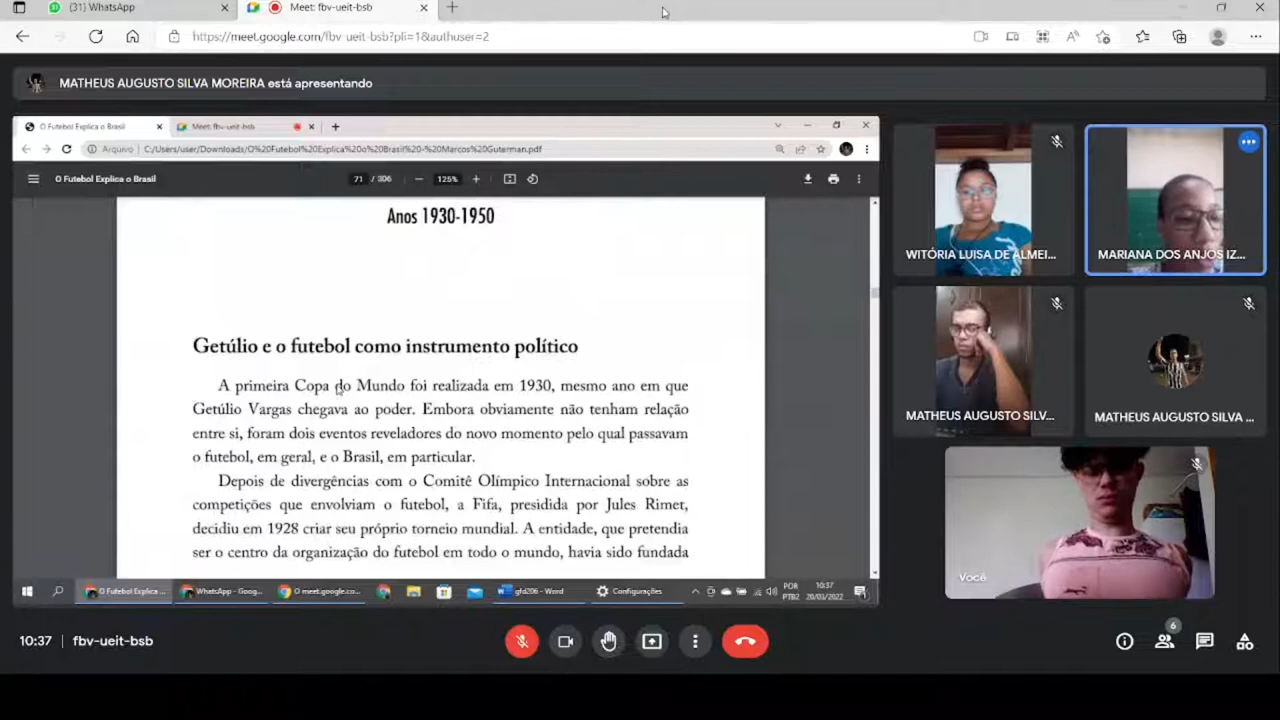 (31) WhatsApp
Meet: fbv-ueit-bsb
https://meet.google.com/fbv-ueit-bsb?pli=1&authuser=2
MATHEUS AUGUSTO SILVA MOREIRA está apresentando
O Futebol Explica o Brasil
Meet: fbv-ueit-bsb
Arquivo
C:/Users/user/Downloads/O%20Futebol%20Explica%20o%20Brasil%20-%20Marcos%20Guterman.pdf
O Futebol Explica o Brasil
71 / 306
125%
Anos 1930-1950
Getúlio e o futebol como instrumento político
A primeira Copa do Mundo foi realizada em 1930, mesmo ano em que
Getúlio Vargas chegava ao poder. Embora obviamente não tenham relação
entre si, foram dois eventos reveladores do novo momento pelo qual passavam
o futebol, em geral, e o Brasil, em particular.
Depois de divergências com o Comitê Olímpico Internacional sobre as
competições que envolviam o futebol, a Fifa, presidida por Jules Rimet,
decidiu em 1928 criar seu próprio torneio mundial. A entidade, que pretendia
ser o centro da organização do futebol em todo o mundo, havia sido fundada
WITÓRIA LUISA DE ALMEI...
MARIANA DOS ANJOS IZ...
MATHEUS AUGUSTO SILV...
MATHEUS AUGUSTO SILVA ...
Você
O Futebol Explica ...
WhatsApp - Goog...
O meet.google.co...
gfd206 - Word
Configurações
POR
PTB2
10:37
20/03/2022
10:37
fbv-ueit-bsb
6